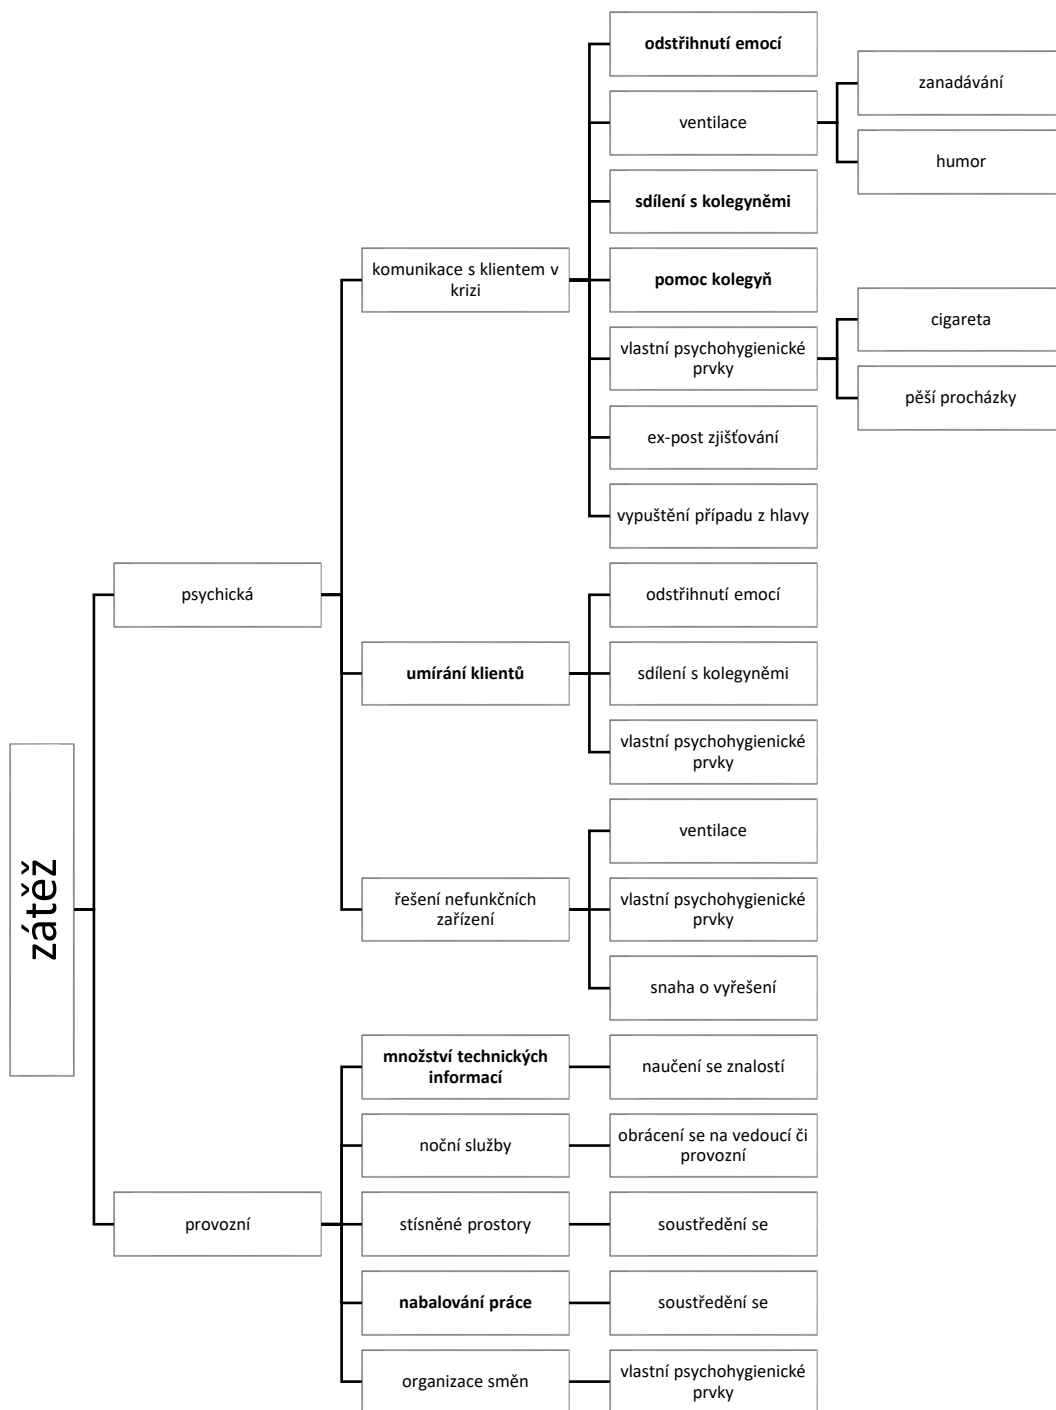 odstřihnutí emocí
zanadávání
ventilace
humor
sdílení s kolegyněmi
komunikace s klientem v
krizi
pomoc kolegyň
cigareta
vlastní psychohygienické
prvky
pěší procházky
ex-post zjišťování
vypuštění případu z hlavy
psychická
odstřihnutí emocí
umírání klientů
sdílení s kolegyněmi
vlastní psychohygienické
prvky
zátěž
ventilace
řešení nefunkčních
zařízení
vlastní psychohygienické
prvky
snaha o vyřešení
množství technických
informací
naučení se znalostí
noční služby
obrácení se na vedoucí či
provozní
provozní
stísněné prostory
soustředění se
nabalování práce
soustředění se
organizace směn
vlastní psychohygienické
prvky